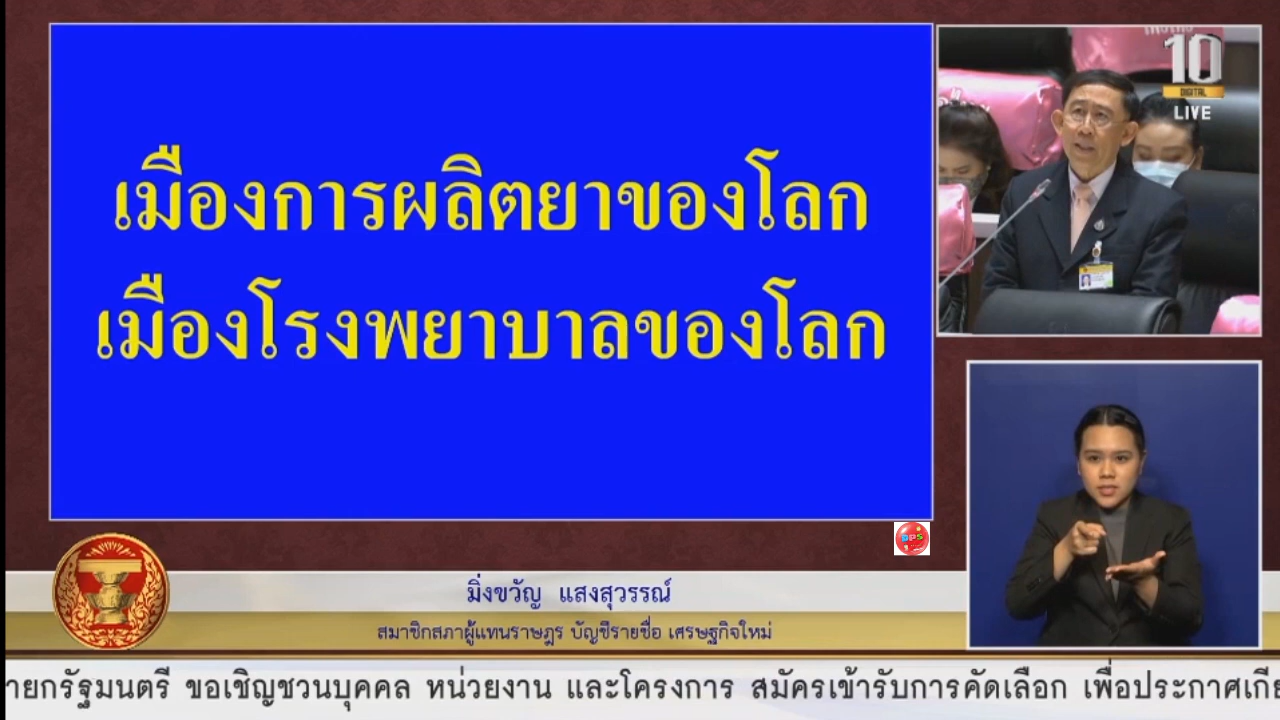 เมืองการผลิตยาของโลก
เมืองโรงพยาบาลของโลก
10
DIGITAL
LIVE
DPS
มิ่งขวัญ แสงสุวรรณ์
สมาชิกสภาผู้แทนราษฎร บัญชีรายชื่อ เศรษฐกิจใหม่
ายกรัฐมนตรี ขอเชิญชวนบุคคล หน่วยงาน และโครงการ สมัครเข้ารับการคัดเลือก เพื่อประกาศเกีย